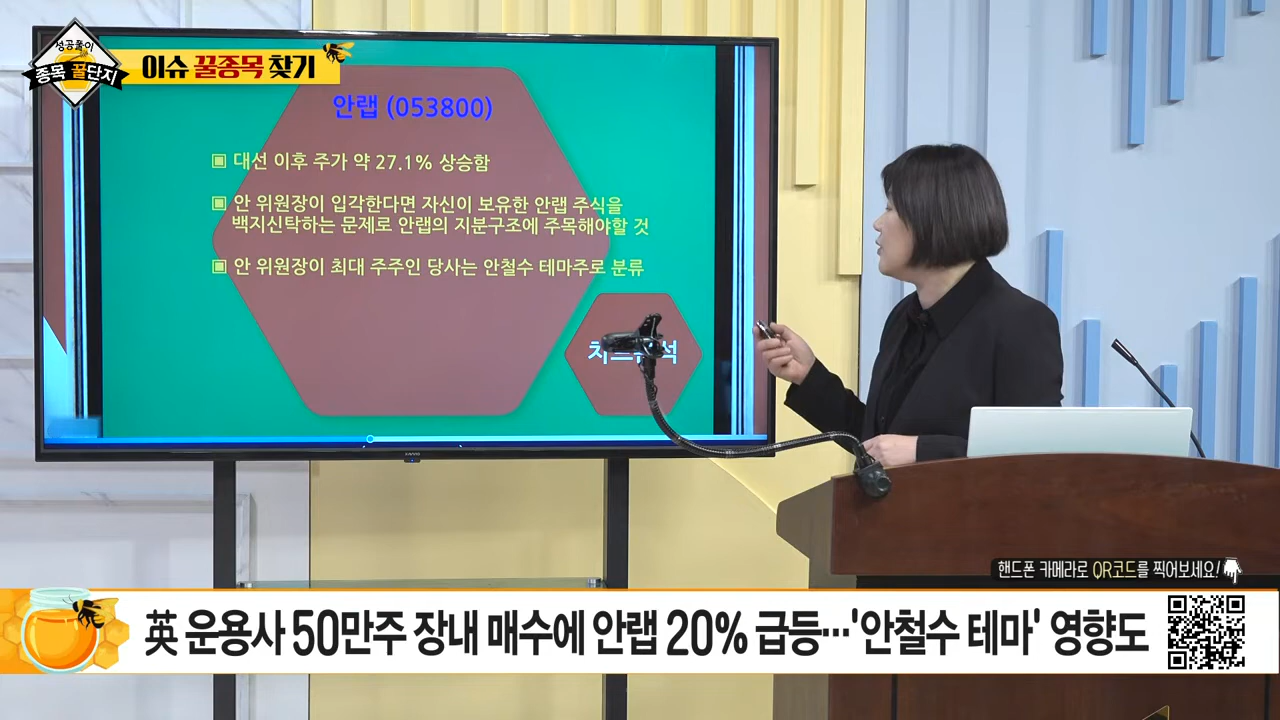 성공풀이
종목 꿀단지
이슈 꿀종목 찾기
안랩 (053800)
▣ 대선 이후 주가 약 27.1% 상승함
▣ 안 위원장이 입각한다면 자신이 보유한 안랩 주식을
백지신탁하는 문제로 안랩의 지분구조에 주목해야할 것
▣ 안 위원장이 최대 주주인 당사는 안철수 테마주로 분류
핸드폰 카메라로 QR코드를 찍어보세요!
英 운용사 50만주 장내 매수에 안랩 20% 급등…'안철수 테마' 영향도